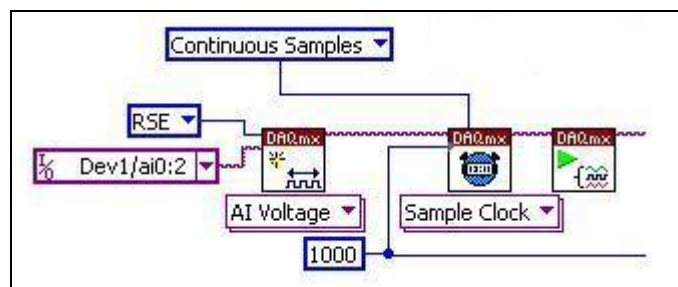 Continuous Samples
RSE
DAQmx DAQmx DAQmx
I/O Dev1/ai0:2
AI Voltage Sample Clock
1000